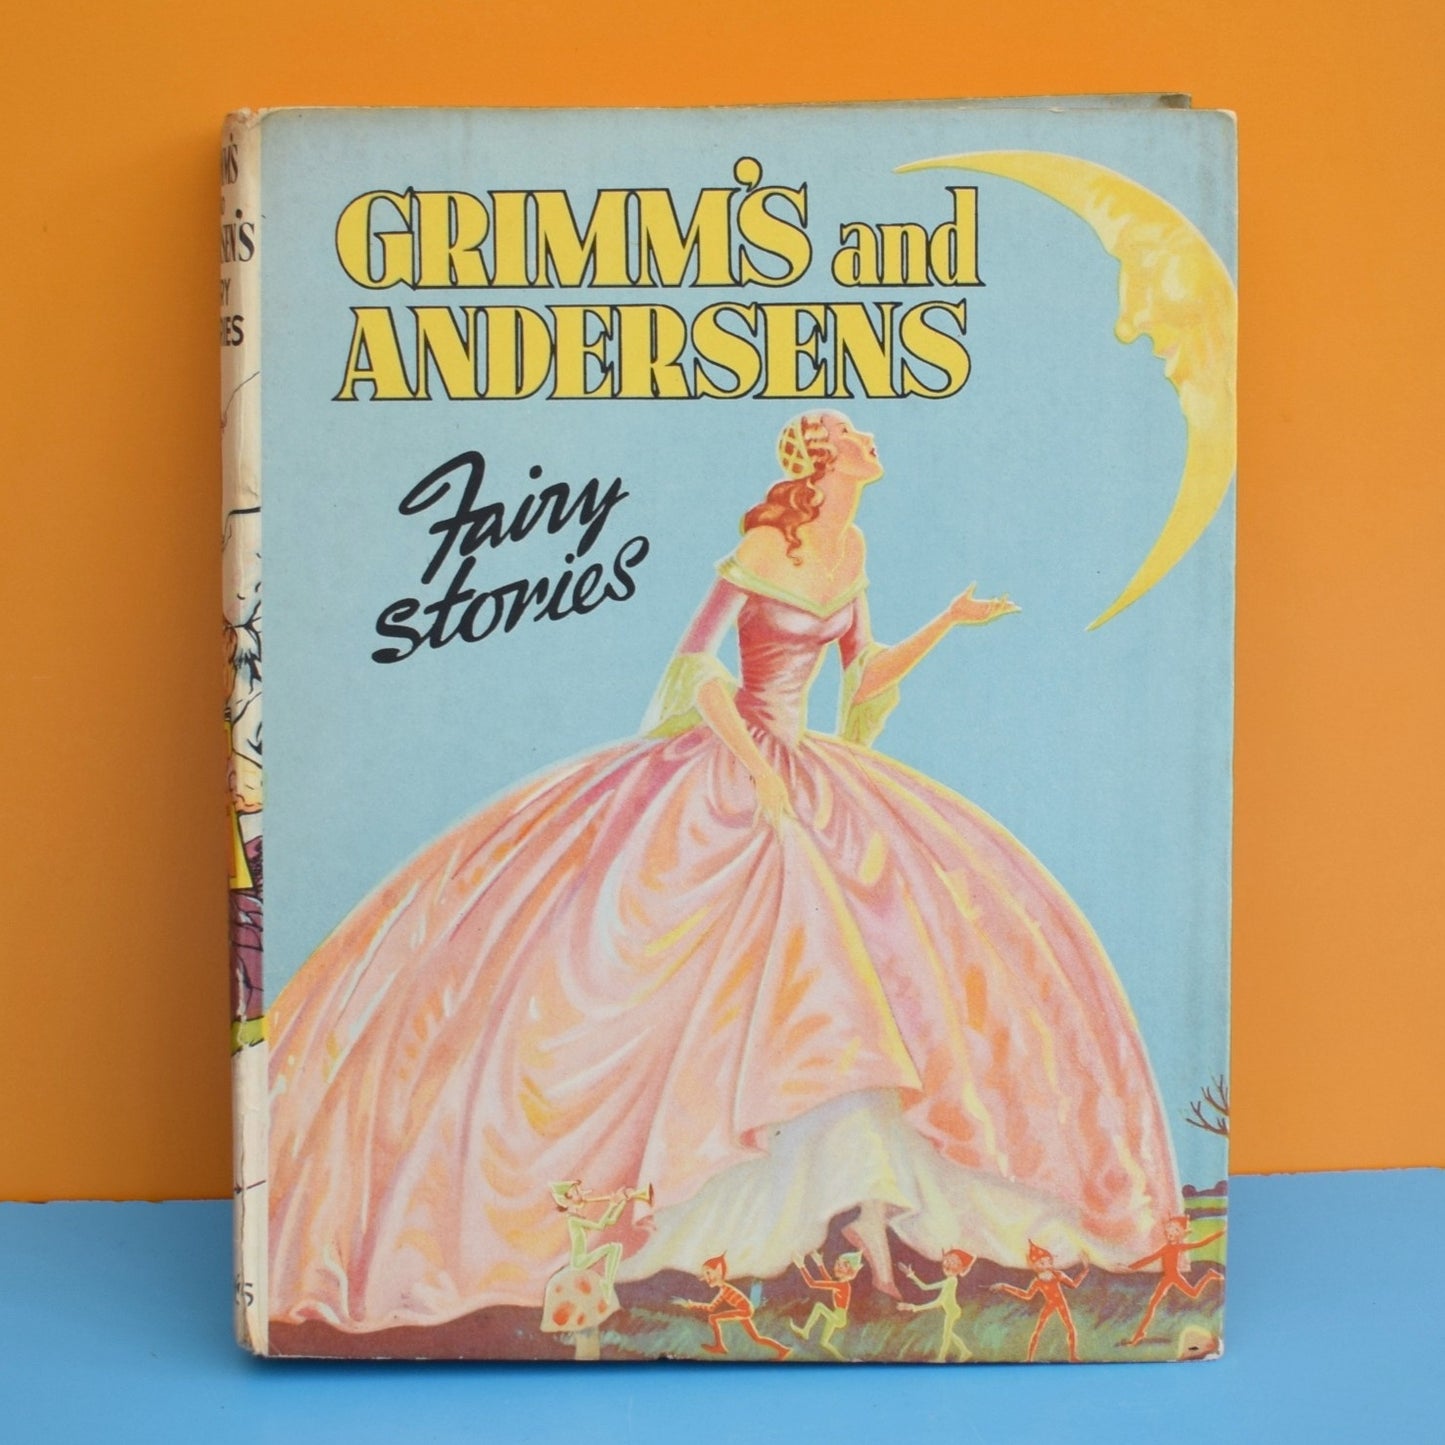 GRIMM'S and
ANDERSENS
Fairy
stories